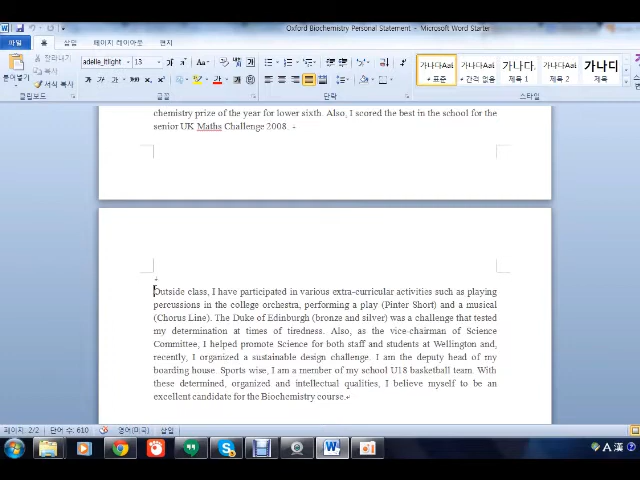 Oxford Biochemistry Personal Statement - Microsoft Word Starter
파일
홈
삽입
페이지 레이아웃
편지
붙여넣기
잘라내기
복사
서식 복사
클립보드
adelle_ltlight
13
글꼴
단락
가나다AaI
가나다AaI
가나다.
가나다Aa
가나디
표준
간격 없음
제목 1
제목 2
제목
chemistry prize of the year for lower sixth. Also, I scored the best in the school for the
senior UK Maths Challenge 2008.
Outside class, I have participated in various extra-curricular activities such as playing
percussions in the college orchestra, performing a play (Pinter Short) and a musical
(Chorus Line). The Duke of Edinburgh (bronze and silver) was a challenge that tested
my determination at times of tiredness. Also, as the vice-chairman of Science
Committee, I helped promote Science for both staff and students at Wellington and,
recently, I organized a sustainable design challenge. I am the deputy head of my
boarding house. Sports wise, I am a member of my school U18 basketball team. With
these determined, organized and intellectual qualities, I believe myself to be an
excellent candidate for the Biochemistry course.
페이지: 2/2 단어 수: 610 영어(미국) 삽입
A 漢